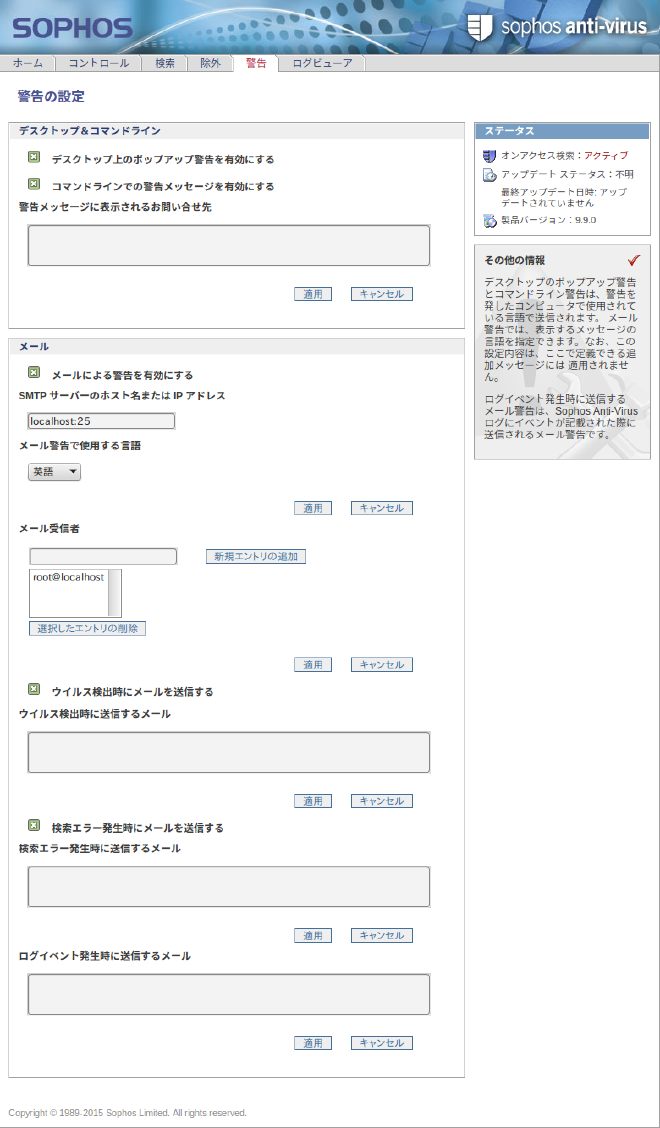 SOPHOS
sophos anti-virus
ホーム コントロール 検索 除外 警告 ログビューア
警告の設定
デスクトップ&コマンドライン
デスクトップ上のポップアップ警告を有効にする
コマンドラインでの警告メッセージを有効にする
警告メッセージに表示されるお問い合せ先
適用 キャンセル
メール
メールによる警告を有効にする
SMTP サーバーのホスト名または IP アドレス
localhost:25
メール警告で使用する言語
英語
適用 キャンセル
メール受信者
新規エントリの追加
root@localhost
選択したエントリの削除
適用 キャンセル
ウイルス検出時にメールを送信する
ウイルス検出時に送信するメール
適用 キャンセル
検索エラー発生時にメールを送信する
検索エラー発生時に送信するメール
適用 キャンセル
ログイベント発生時に送信するメール
適用 キャンセル
ステータス
オンアクセス検索：アクティブ
アップデート ステータス：不明
最終アップデート日時: アップ
デートされていません
製品バージョン：9.9.0
その他の情報
デスクトップのポップアップ警告
とコマンドライン警告は、警告を
発したコンピュータで使用されて
いる言語で送信されます。 メール
警告では、表示するメッセージの
言語を指定できます。なお、この
設定内容は、ここで定義できる追
加メッセージには 適用されませ
ん。
ログイベント発生時に送信する
メール警告は、Sophos Anti-Virus
ログにイベントが記載された際に
送信されるメール警告です。
Copyright © 1989-2015 Sophos Limited. All rights reserved.